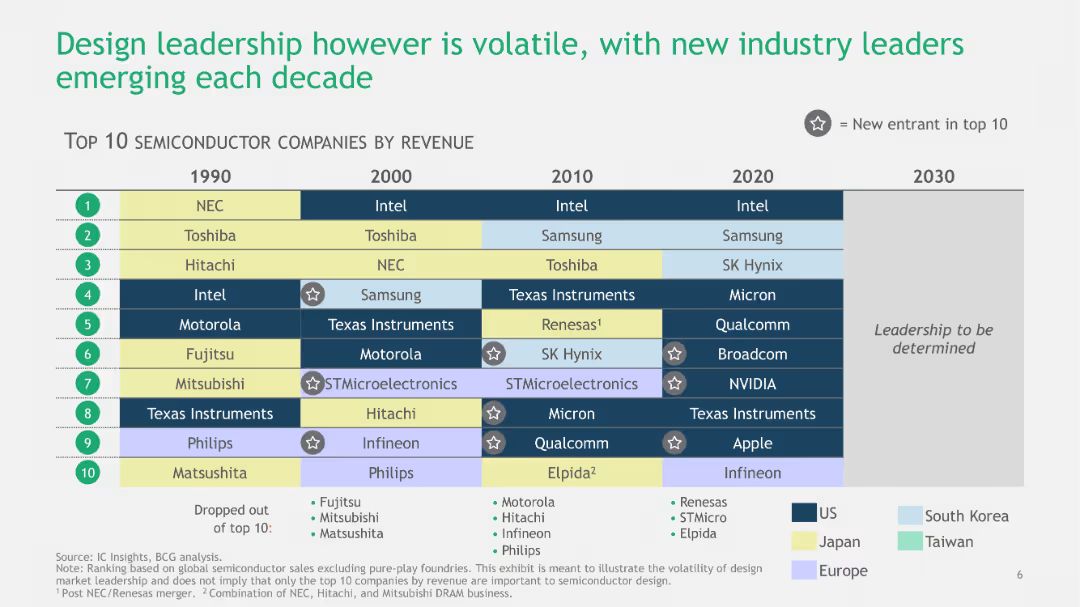 Design leadership however is volatile, with new industry leaders
emerging each decade
= New entrant in top 10
TOP 10 SEMICONDUCTOR COMPANIES BY REVENUE
1990 2000 2010 2020 2030
1 NEC Intel Intel Intel
2 Toshiba Toshiba Samsung Samsung
3 Hitachi NEC Toshiba SK Hynix
4 Intel Samsung Texas Instruments Micron
5 Motorola Texas Instruments Renesas¹ Qualcomm
6 Fujitsu Motorola SK Hynix Broadcom
7 Mitsubishi STMicroelectronics STMicroelectronics NVIDIA
8 Texas Instruments Hitachi Micron Texas Instruments
9 Philips Infineon Qualcomm Apple
10 Matsushita Philips Elpida² Infineon
Leadership to be
determined
Dropped out
of top 10:
• Fujitsu
• Mitsubishi
• Matsushita
• Motorola
• Hitachi
• Infineon
• Philips
• Renesas
• STMicro
• Elpida
US
Japan
Europe
South Korea
Taiwan
Source: IC Insights, BCG analysis.
Note: Ranking based on global semiconductor sales excluding pure-play foundries. This exhibit is meant to illustrate the volatility of design
market leadership and does not imply that only the top 10 companies by revenue are important to semiconductor design.
¹ Post NEC/Renesas merger. ² Combination of NEC, Hitachi, and Mitsubishi DRAM business.
6